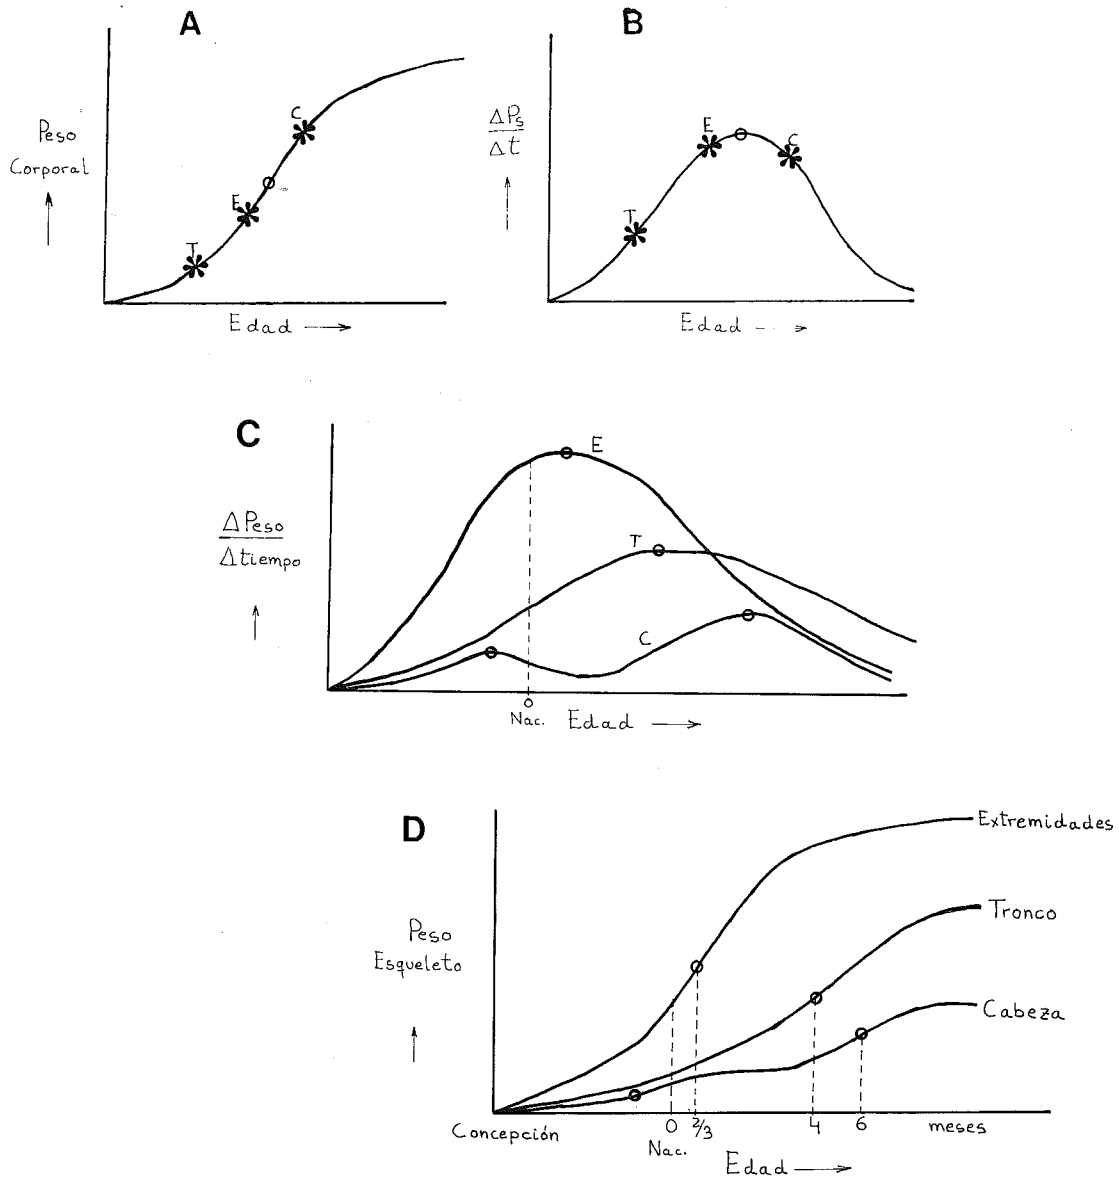 A
Peso
Corporal
T
E
C
Edad
B
ΔPs
Δt
T
E
C
Edad
C
ΔPeso
Δtiempo
E
T
C
0
Nac. Edad
D
Peso
Esqueleto
Extremidades
Tronco
Cabeza
Concepción
0 2/3 4 6 meses
Nac.
Edad